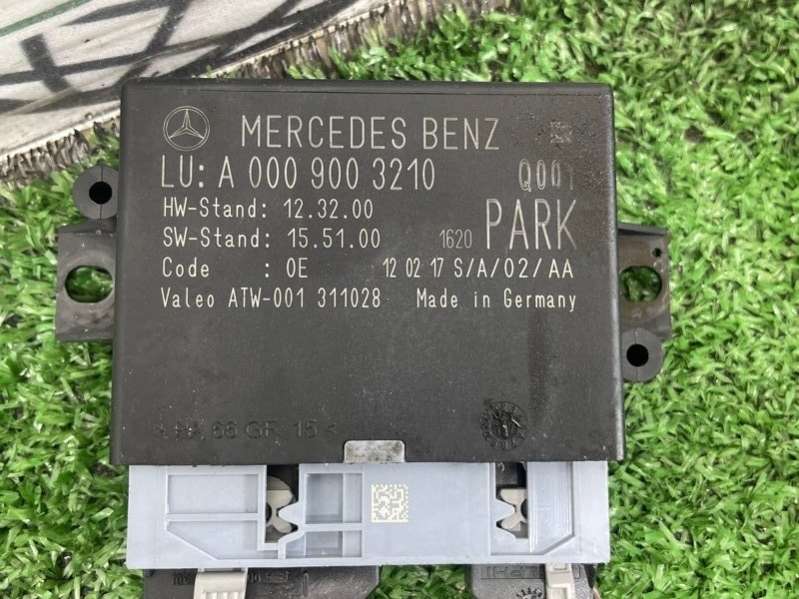 MERCEDES BENZ
LU: A 000 900 3210 Q001
HW-Stand: 12.32.00
SW-Stand: 15.51.00 1620 PARK
Code : 0E 12 02 17 S/A/02/AA
Valeo ATW-001 311028 Made in Germany